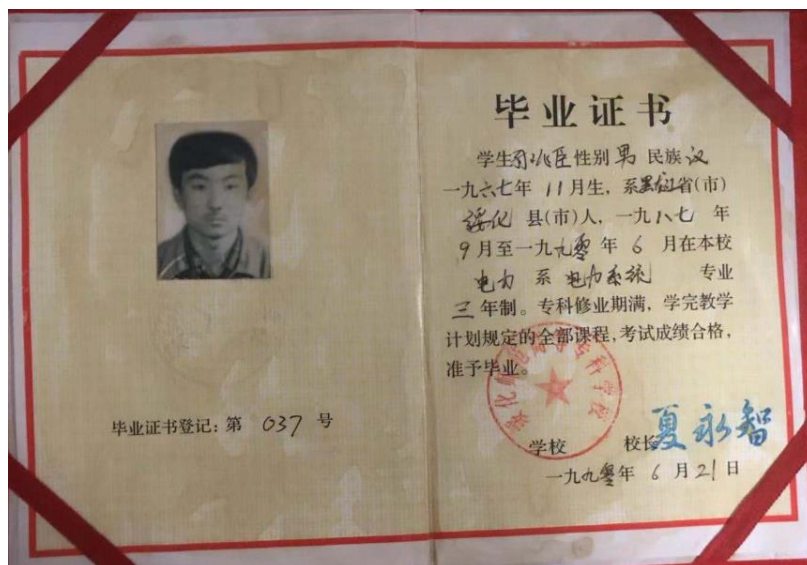 毕业证书
学生孙兆臣性别男 民族汉
一九六七年 11月生，系黑龙江省(市)
绥化 县(市)人，一九八七 年
9月至一九九零年 6 月在本校
电力 系 电力系统 专业
三年制。专科修业期满，学完教学
计划规定的全部课程，考试成绩合格，
准予毕业。
毕业证书登记：第 037 号
学校 校长夏永智
一九九零年 6 月21日